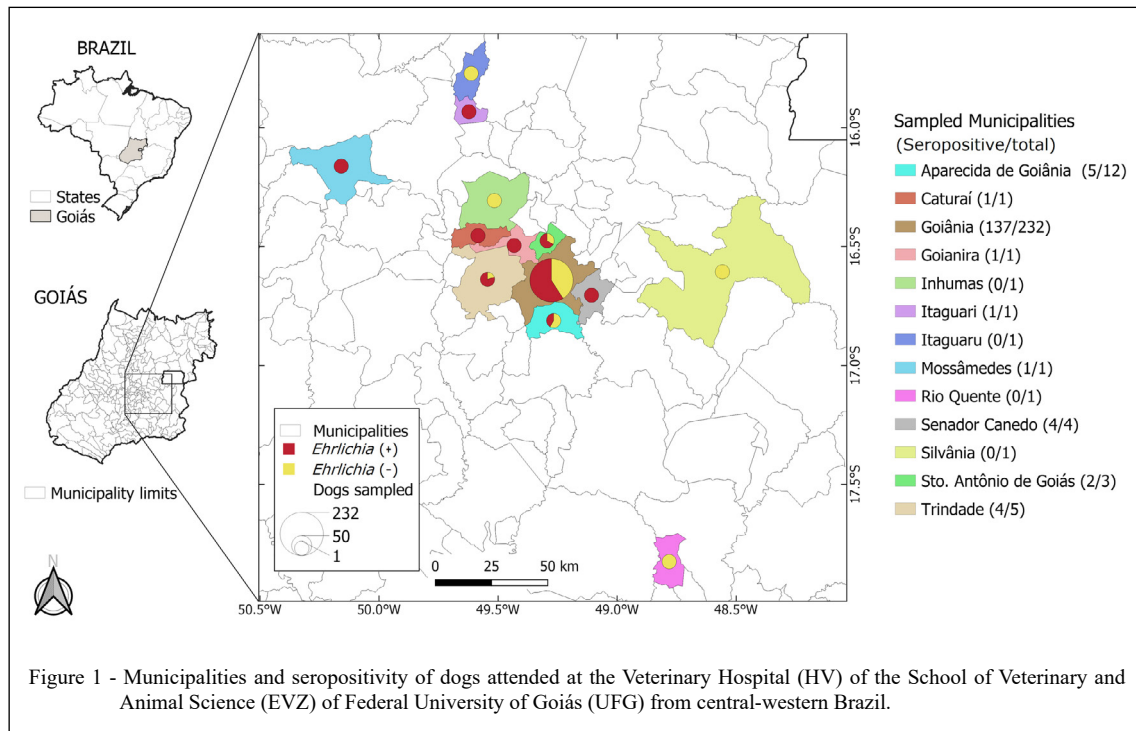 BRAZIL
States
Goiás
GOIÁS
Municipality limits
N
Municipalities
Ehrlichia (+)
Ehrlichia (-)
Dogs sampled
232
50
1
0 25 50 km
50.5°W 50.0°W 49.5°W 49.0°W 48.5°W
16.0°S
16.5°S
17.0°S
17.5°S
Sampled Municipalities
(Seropositive/total)
Aparecida de Goiânia (5/12)
Caturaí (1/1)
Goiânia (137/232)
Goianira (1/1)
Inhumas (0/1)
Itaguari (1/1)
Itaguaru (0/1)
Mossâmedes (1/1)
Rio Quente (0/1)
Senador Canedo (4/4)
Silvânia (0/1)
Sto. Antônio de Goiás (2/3)
Trindade (4/5)
Figure 1 - Municipalities and seropositivity of dogs attended at the Veterinary Hospital (HV) of the School of Veterinary and
Animal Science (EVZ) of Federal University of Goiás (UFG) from central-western Brazil.